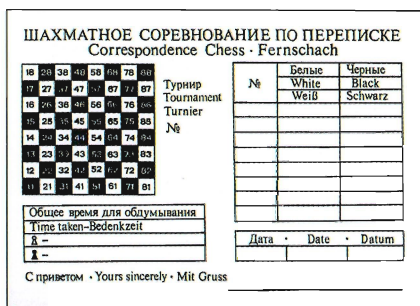 ШАХМАТНОЕ СОРЕВНОВАНИЕ ПО ПЕРЕПИСКЕ
Correspondence Chess · Fernschach
18 28 38 48 58 68 78 88
17 27 37 47 57 67 77 87
16 26 36 46 56 66 76 86
15 25 35 45 55 65 75 85
14 24 34 44 54 64 74 84
13 23 33 43 53 63 73 83
12 22 32 42 52 62 72 82
11 21 31 41 51 61 71 81
Турнир
Tournament
Turnier
№
№ Белые Черные
White Black
Weiß Schwarz
Общее время для обдумывания
Time taken-Bedenkzeit
–
–
Дата · Date · Datum
С приветом · Yours sincerely · Mit Gruss